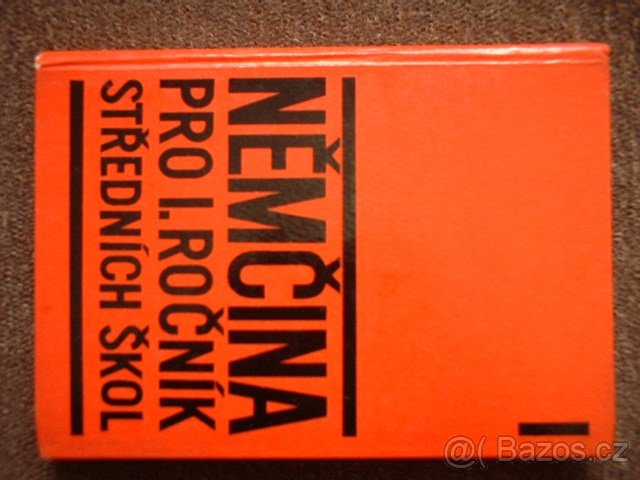 NĚMČINA
PRO I. ROČNÍK
STŘEDNÍCH ŠKOL
@( Bazos.cz